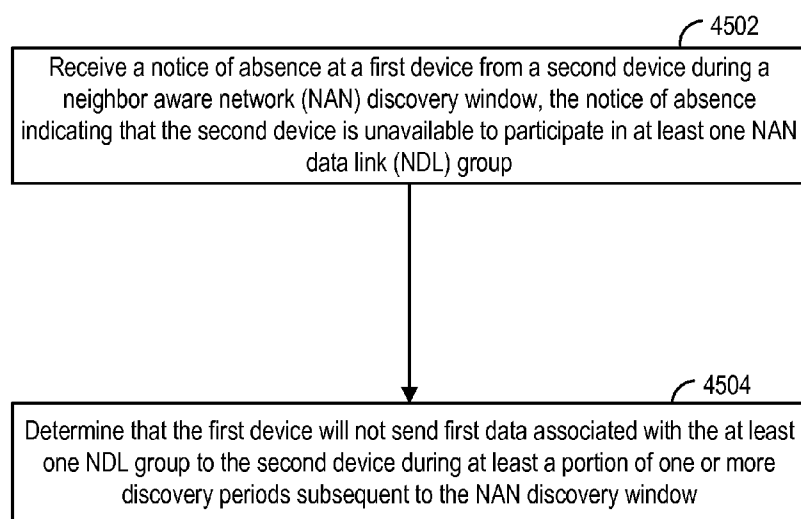 4502
Receive a notice of absence at a first device from a second device during a
neighbor aware network (NAN) discovery window, the notice of absence
indicating that the second device is unavailable to participate in at least one NAN
data link (NDL) group
4504
Determine that the first device will not send first data associated with the at least
one NDL group to the second device during at least a portion of one or more
discovery periods subsequent to the NAN discovery window